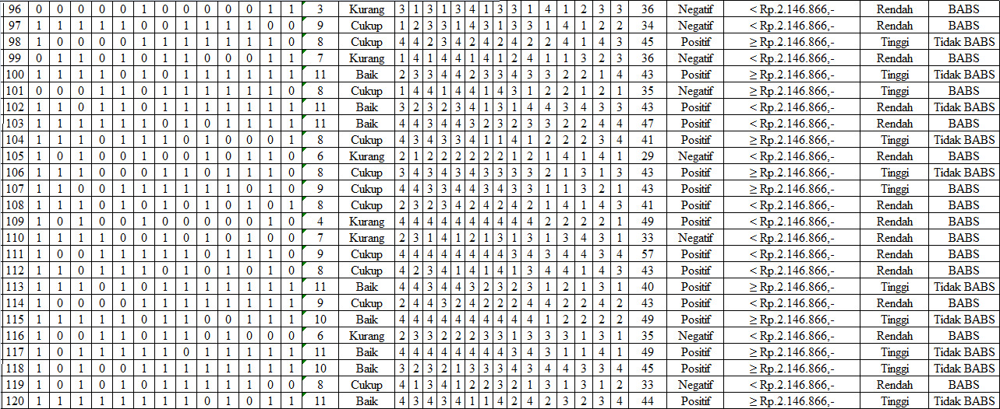 96 0 0 0 0 0 1 0 0 0 0 0 1 1 3 Kurang 3 1 3 1 3 4 1 3 3 1 4 1 2 3 3 36 Negatif < Rp.2.146.866,- Rendah BABS
97 1 1 1 1 1 0 0 1 1 1 1 0 0 9 Cukup 1 2 3 3 1 4 3 1 3 3 1 4 1 2 2 34 Negatif < Rp.2.146.866,- Rendah BABS
98 1 0 0 0 0 1 1 1 1 1 1 1 0 8 Cukup 4 4 2 3 4 2 4 2 4 2 2 4 1 4 3 45 Positif ≥ Rp.2.146.866,- Tinggi Tidak BABS
99 0 1 1 0 1 0 1 1 1 0 0 1 1 7 Kurang 1 4 1 4 4 1 4 1 2 4 1 1 3 2 3 36 Negatif < Rp.2.146.866,- Rendah BABS
100 1 1 1 1 0 1 0 1 1 1 1 1 1 11 Baik 2 3 3 4 4 2 3 3 4 3 3 2 2 1 4 43 Positif ≥ Rp.2.146.866,- Tinggi Tidak BABS
101 0 0 0 1 1 0 1 1 1 1 1 1 0 8 Cukup 1 4 4 1 4 4 1 4 3 1 2 2 1 2 1 35 Negatif ≥ Rp.2.146.866,- Tinggi BABS
102 1 1 0 1 1 0 1 1 1 1 1 1 1 11 Baik 3 2 3 2 3 4 1 3 1 4 4 3 4 3 3 43 Positif < Rp.2.146.866,- Rendah Tidak BABS
103 1 1 1 1 1 1 0 1 0 1 1 1 1 11 Baik 4 4 3 4 4 3 2 3 2 3 3 2 2 4 4 47 Positif < Rp.2.146.866,- Rendah BABS
104 1 1 0 0 1 1 1 0 1 0 0 0 1 8 Cukup 4 3 4 3 3 4 1 1 4 1 2 2 2 3 4 41 Positif < Rp.2.146.866,- Tinggi Tidak BABS
105 1 0 1 0 1 0 0 1 0 1 0 0 1 6 Kurang 2 1 2 2 2 2 2 2 1 2 1 4 1 4 1 29 Negatif < Rp.2.146.866,- Rendah BABS
106 1 1 1 0 0 0 1 1 0 0 1 1 1 8 Cukup 3 4 3 4 3 4 3 3 3 3 2 1 3 1 3 43 Positif ≥ Rp.2.146.866,- Tinggi Tidak BABS
107 1 1 0 0 1 1 1 1 1 1 0 1 0 9 Cukup 4 4 3 3 4 4 3 4 3 3 1 1 3 2 1 43 Positif ≥ Rp.2.146.866,- Tinggi BABS
108 1 1 0 1 1 0 1 0 1 0 1 0 1 8 Cukup 2 3 2 3 4 2 4 2 4 2 1 4 1 4 3 41 Positif < Rp.2.146.866,- Rendah BABS
109 1 0 1 0 1 0 0 0 0 0 1 0 0 4 Kurang 4 4 4 4 4 4 4 4 4 4 2 2 2 2 1 49 Positif < Rp.2.146.866,- Rendah BABS
110 1 1 1 1 1 0 0 1 0 1 0 0 0 7 Kurang 2 3 1 4 1 2 1 3 1 3 1 3 4 3 1 33 Negatif < Rp.2.146.866,- Rendah BABS
111 1 0 0 1 1 1 1 1 0 1 1 1 0 9 Cukup 4 4 4 4 4 4 4 4 3 4 3 4 4 3 4 57 Positif < Rp.2.146.866,- Rendah BABS
112 1 1 0 1 1 1 0 0 1 0 1 0 1 8 Cukup 4 2 3 4 1 4 1 4 1 3 4 4 1 4 3 43 Positif < Rp.2.146.866,- Rendah BABS
113 1 1 1 0 1 1 1 0 1 1 1 1 1 11 Baik 4 4 3 4 4 3 2 3 2 3 1 2 1 3 1 40 Positif ≥ Rp.2.146.866,- Tinggi Tidak BABS
114 1 0 0 0 0 1 1 1 1 1 1 1 1 9 Cukup 2 4 4 3 2 4 2 2 2 4 4 2 2 4 2 43 Positif < Rp.2.146.866,- Rendah BABS
115 1 1 1 1 1 0 1 1 0 0 1 1 1 10 Baik 4 4 4 4 4 4 4 4 4 4 1 2 2 2 2 49 Positif ≥ Rp.2.146.866,- Tinggi Tidak BABS
116 1 0 0 1 1 0 1 1 0 1 0 0 0 6 Kurang 2 3 3 2 2 2 3 3 1 3 3 3 1 3 1 35 Negatif < Rp.2.146.866,- Rendah BABS
117 1 0 1 1 1 1 1 0 1 1 1 1 1 11 Baik 4 4 4 4 4 4 4 4 3 4 3 1 1 4 1 49 Positif ≥ Rp.2.146.866,- Tinggi Tidak BABS
118 1 0 1 0 0 1 1 1 1 1 1 1 1 10 Baik 3 2 3 2 1 3 3 3 4 3 4 4 3 3 4 45 Positif ≥ Rp.2.146.866,- Tinggi Tidak BABS
119 1 0 1 0 1 0 1 1 1 1 1 0 0 8 Cukup 4 1 3 4 1 2 2 3 2 1 3 1 3 1 2 33 Negatif < Rp.2.146.866,- Rendah BABS
120 1 1 1 1 1 1 1 1 0 1 0 1 1 11 Baik 4 3 4 3 4 1 1 4 2 4 2 3 2 3 4 44 Positif ≥ Rp.2.146.866,- Tinggi Tidak BABS